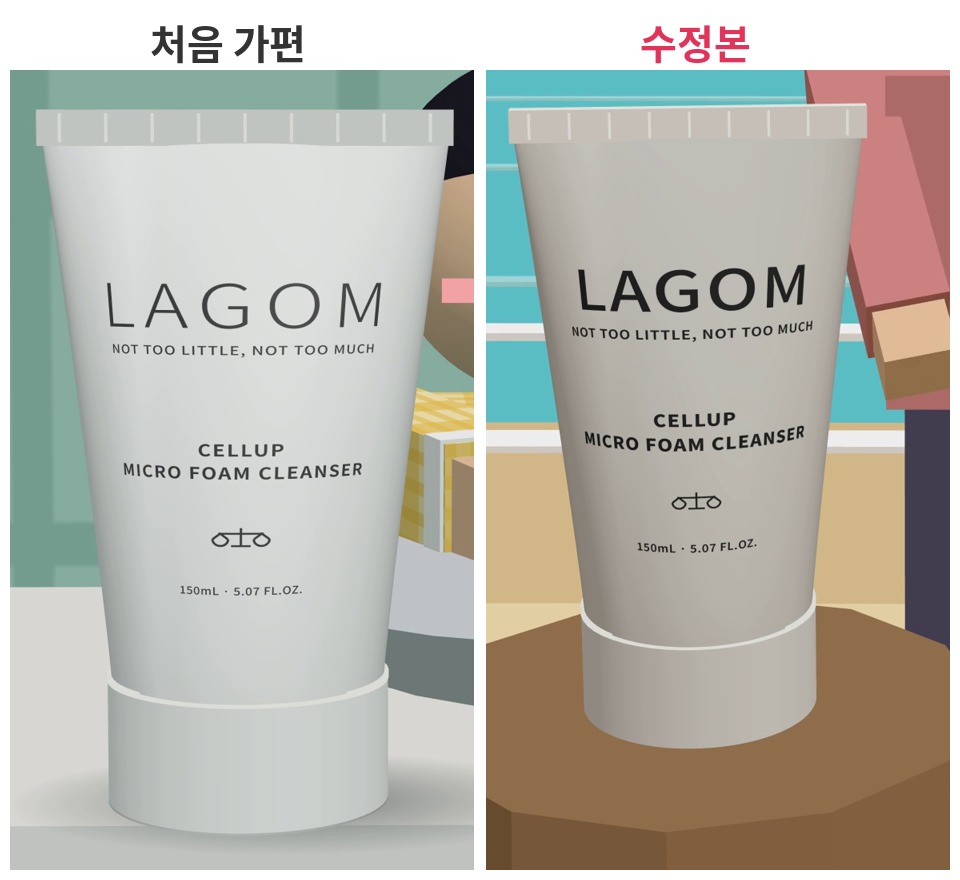 처음 가편
수정본
LAGOM
NOT TOO LITTLE, NOT TOO MUCH
CELLUP
MICRO FOAM CLEANSER
150mL · 5.07 FL.OZ.
LAGOM
NOT TOO LITTLE, NOT TOO MUCH
CELLUP
MICRO FOAM CLEANSER
150mL · 5.07 FL.OZ.